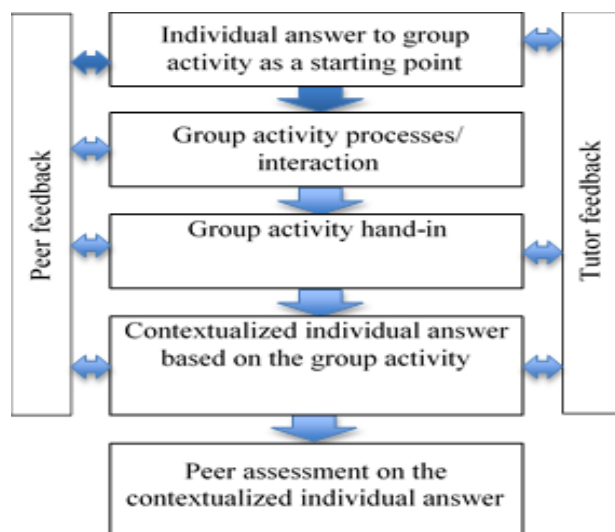 Individual answer to group
activity as a starting point
Group activity processes/
interaction
Group activity hand-in
Contextualized individual answer
based on the group activity
Peer assessment on the
contextualized individual answer
Peer feedback
Tutor feedback